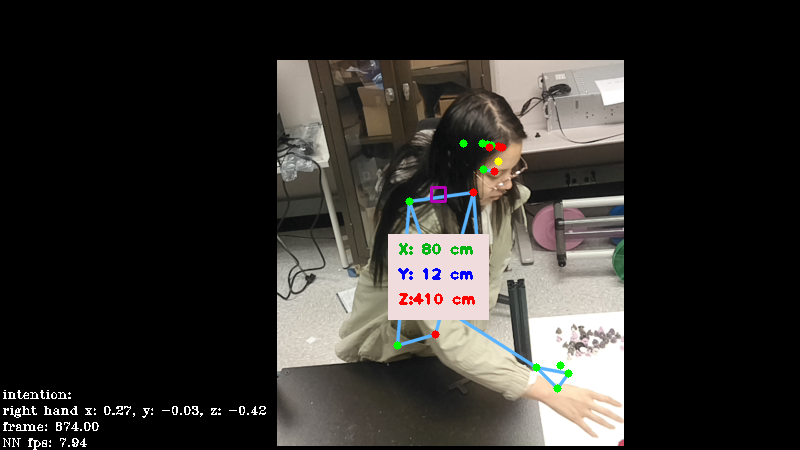 X: 80 cm
Y: 12 cm
Z:410 cm
intention:
right hand x: 0.27, y: -0.03, z: -0.42
frame: 874.00
NN fps: 7.94